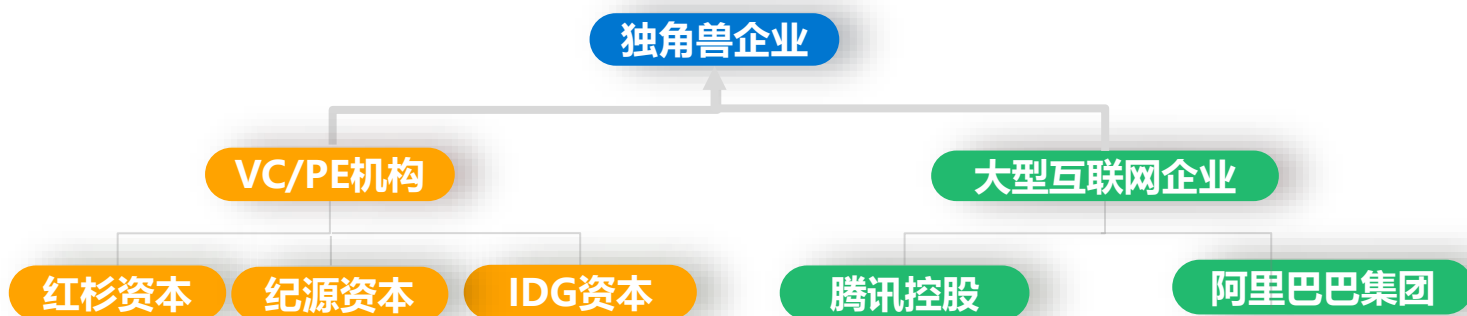 独角兽企业
VC/PE机构
大型互联网企业
红杉资本
纪源资本
IDG资本
腾讯控股
阿里巴巴集团